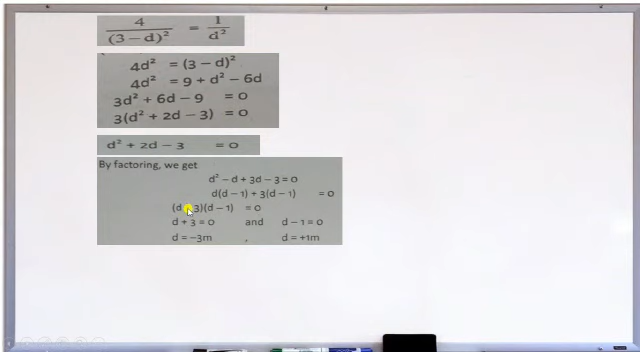 4/(3 – d)² = 1/d²
4d² = (3 – d)²
4d² = 9 + d² – 6d
3d² + 6d – 9 = 0
3(d² + 2d – 3) = 0
d² + 2d – 3 = 0
By factoring, we get
d² – d + 3d – 3 = 0
d(d – 1) + 3(d – 1) = 0
(d + 3)(d – 1) = 0
d + 3 = 0 and d – 1 = 0
d = –3m , d = +1m